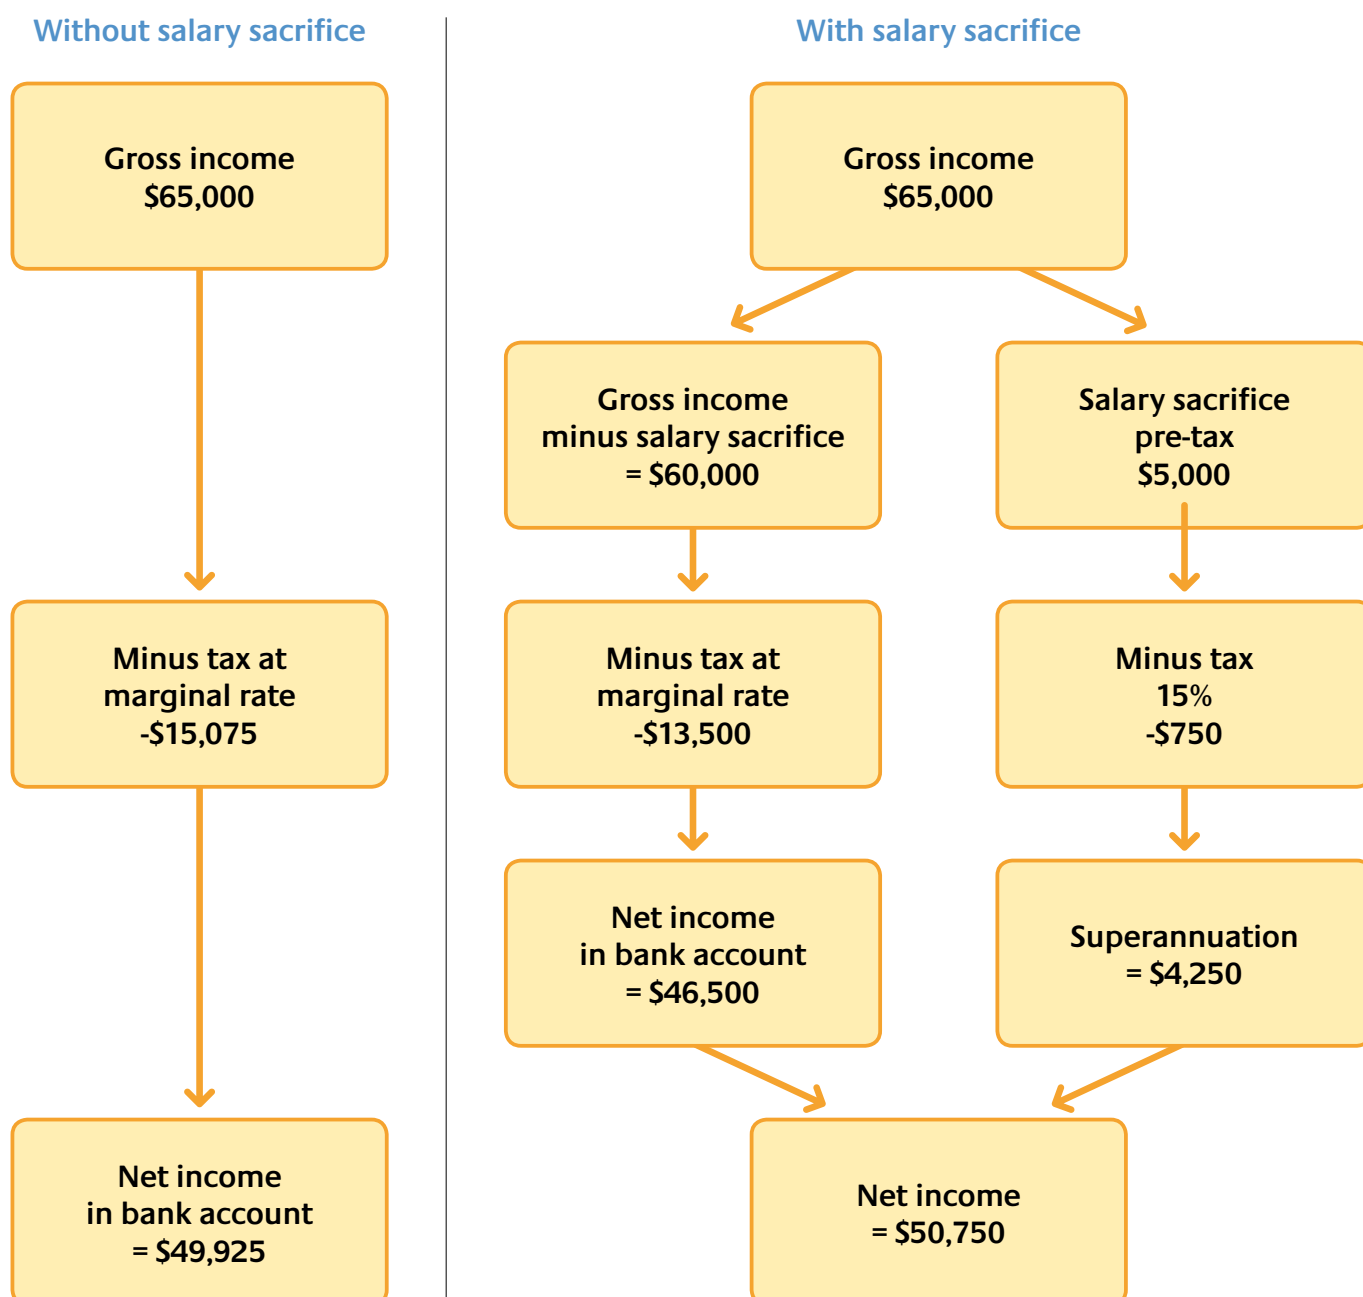 Without salary sacrifice
Gross income
$65,000
Minus tax at
marginal rate
-$15,075
Net income
in bank account
= $49,925
With salary sacrifice
Gross income
$65,000
Gross income
minus salary sacrifice
= $60,000
Salary sacrifice
pre-tax
$5,000
Minus tax at
marginal rate
-$13,500
Minus tax
15%
-$750
Net income
in bank account
= $46,500
Superannuation
= $4,250
Net income
= $50,750